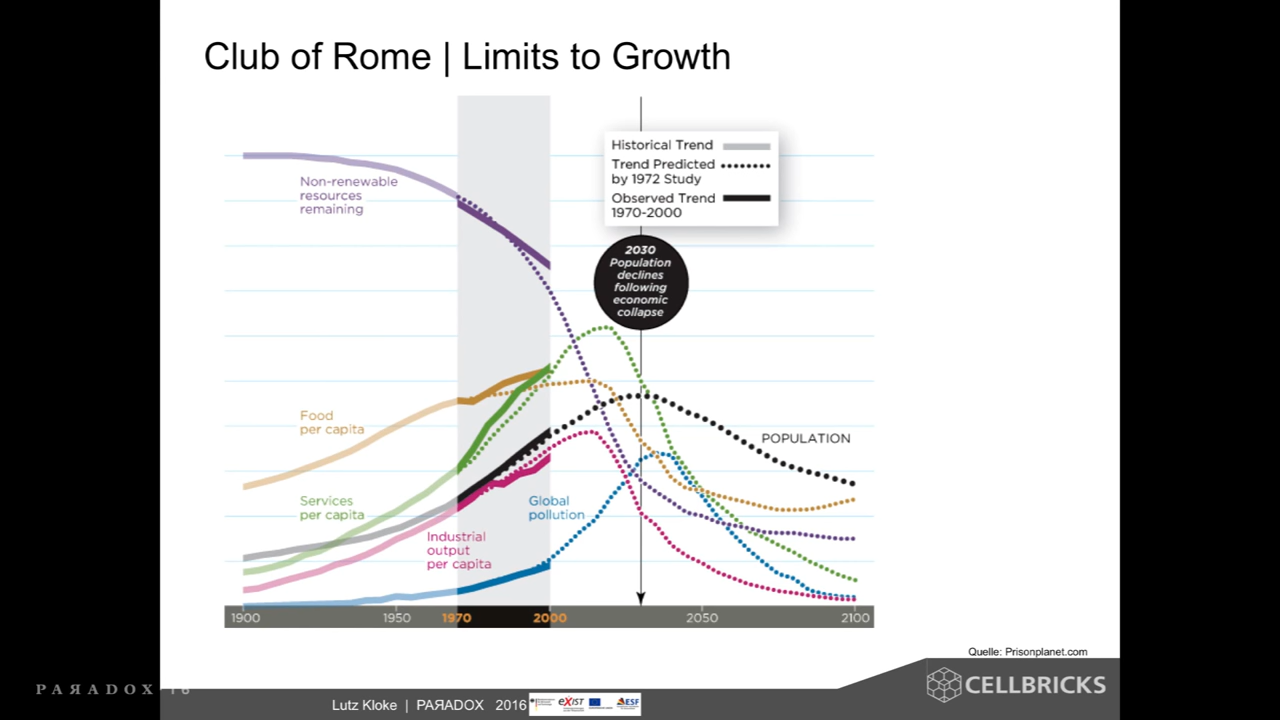 Club of Rome | Limits to Growth
Historical Trend
Trend Predicted
by 1972 Study
Observed Trend
1970-2000
Non-renewable
resources
remaining
2030
Population
declines
following
economic
collapse
Food
per capita
POPULATION
Services
per capita
Global
pollution
Industrial
output
per capita
1900 1950 1970 2000 2050 2100
Quelle: Prisonplanet.com
PAЯADOX 16
CELLBRICKS
Lutz Kloke | PAЯADOX 2016
eXIST
ESF